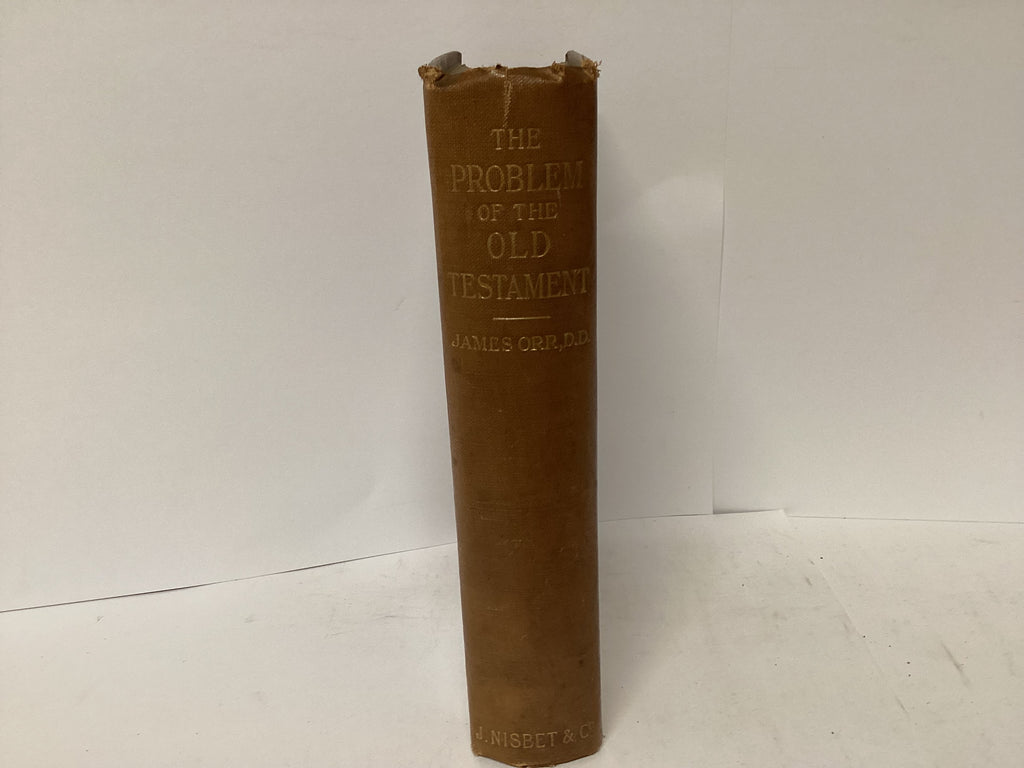 THE
PROBLEM
OF THE
OLD
TESTAMENT
JAMES ORR, D.D.
J. NISBET & Co